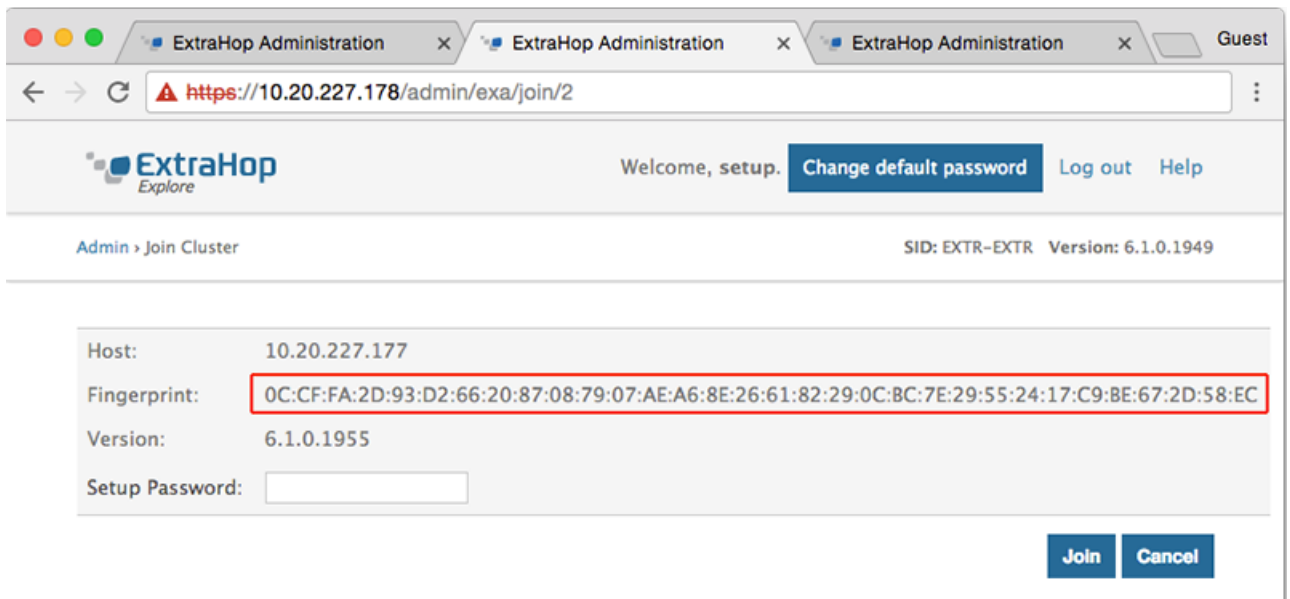 ExtraHop Administration ExtraHop Administration ExtraHop Administration Guest
https://10.20.227.178/admin/exa/join/2
ExtraHop
Explore
Welcome, setup. Change default password Log out Help
Admin › Join Cluster SID: EXTR-EXTR Version: 6.1.0.1949
Host: 10.20.227.177
Fingerprint: 0C:CF:FA:2D:93:D2:66:20:87:08:79:07:AE:A6:8E:26:61:82:29:0C:BC:7E:29:55:24:17:C9:BE:67:2D:58:EC
Version: 6.1.0.1955
Setup Password:
Join Cancel